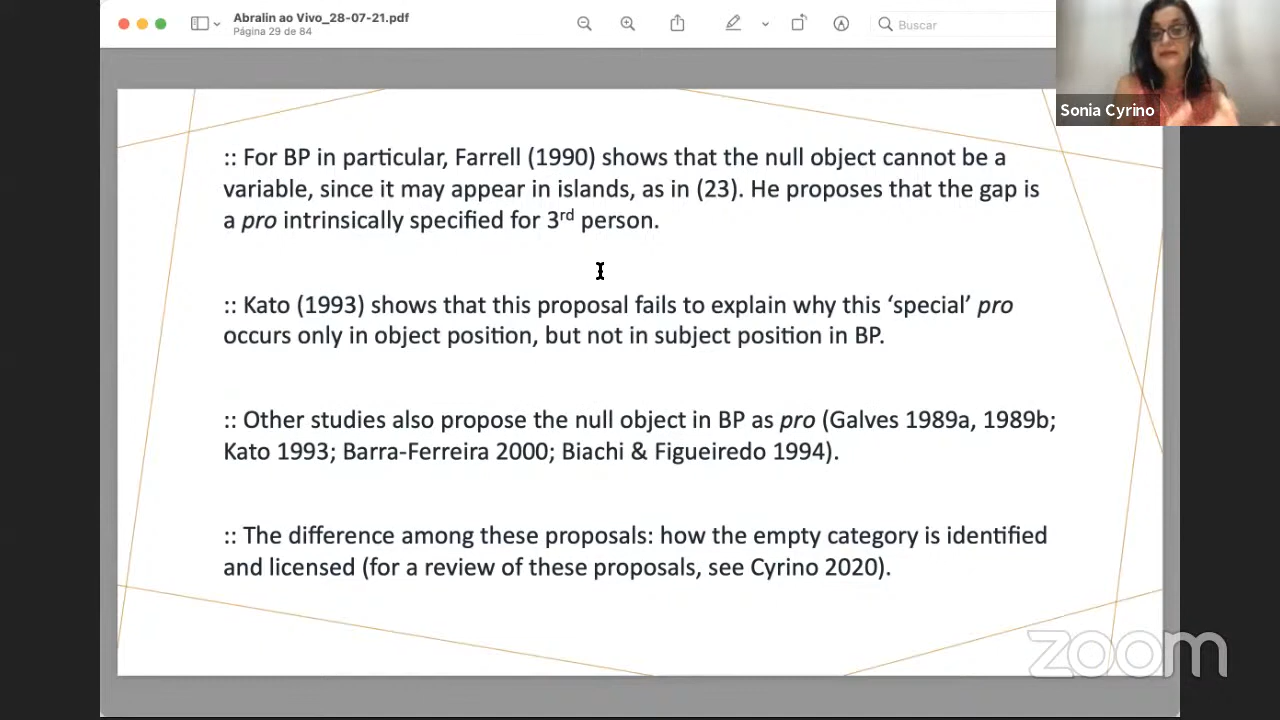 Abralin ao Vivo_28-07-21.pdf
Página 29 de 84
Buscar
Sonia Cyrino
:: For BP in particular, Farrell (1990) shows that the null object cannot be a
variable, since it may appear in islands, as in (23). He proposes that the gap is
a pro intrinsically specified for 3rd person.
:: Kato (1993) shows that this proposal fails to explain why this ‘special’ pro
occurs only in object position, but not in subject position in BP.
:: Other studies also propose the null object in BP as pro (Galves 1989a, 1989b;
Kato 1993; Barra-Ferreira 2000; Biachi & Figueiredo 1994).
:: The difference among these proposals: how the empty category is identified
and licensed (for a review of these proposals, see Cyrino 2020).
zoom